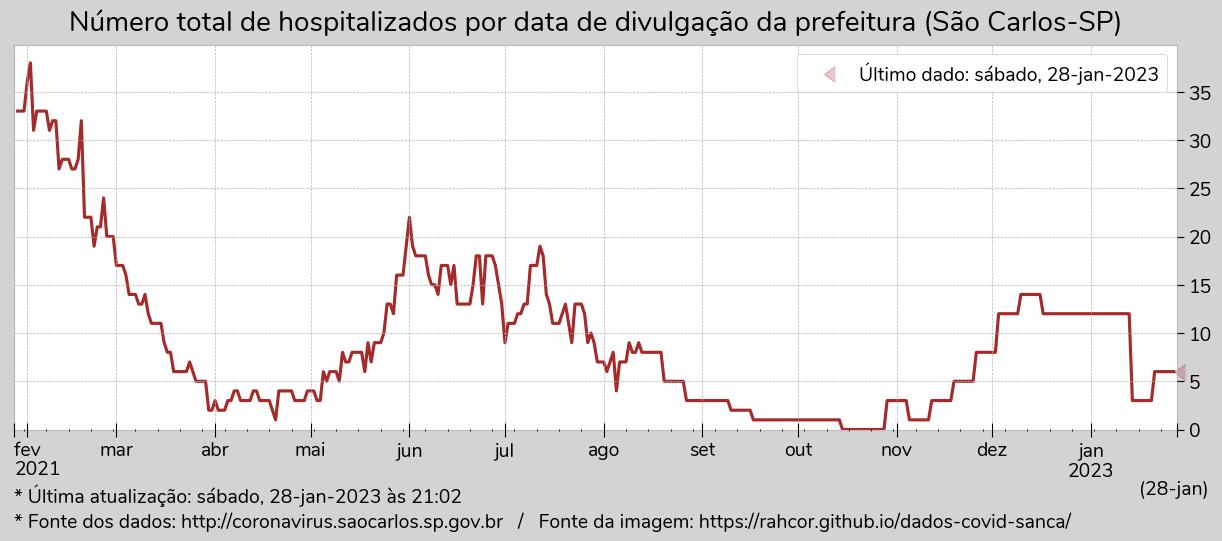 Número total de hospitalizados por data de divulgação da prefeitura (São Carlos-SP)
Último dado: sábado, 28-jan-2023
35
30
25
20
15
10
5
0
fev mar abr mai jun jul ago set out nov dez jan
2021 2023
(28-jan)
* Última atualização: sábado, 28-jan-2023 às 21:02
* Fonte dos dados: http://coronavirus.saocarlos.sp.gov.br / Fonte da imagem: https://rahcor.github.io/dados-covid-sanca/